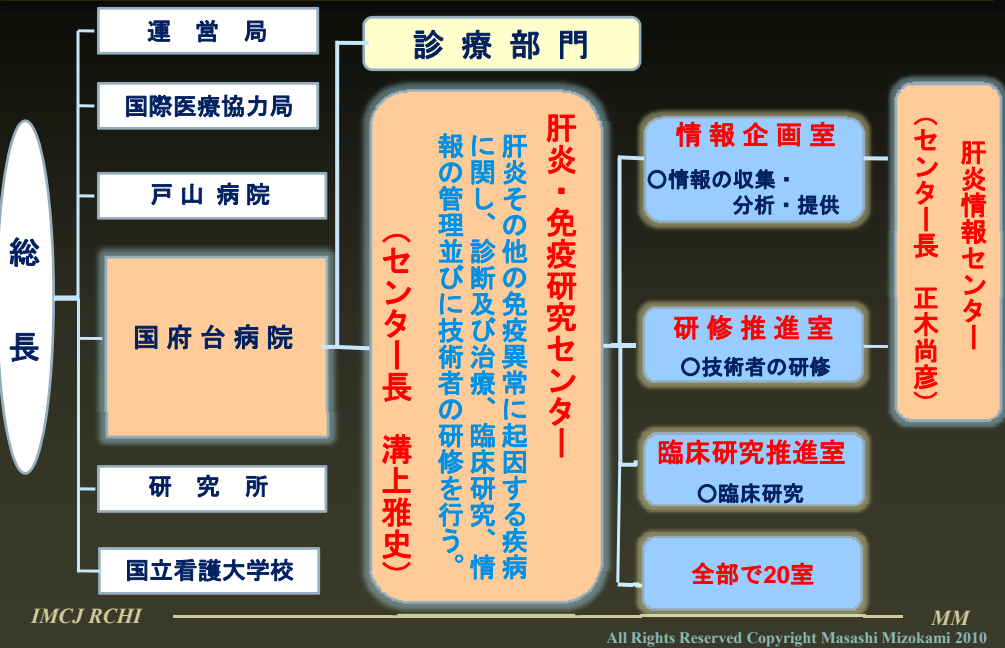 総長
運営局
国際医療協力局
戸山病院
国府台病院
研究所
国立看護大学校
診療部門
肝炎・免疫研究センター
肝炎その他の免疫異常に起因する疾病
に関し、診断及び治療、臨床研究、情
報の管理並びに技術者の研修を行う。
（センター長　溝上雅史）
情報企画室
○情報の収集・
分析・提供
研修推進室
○技術者の研修
臨床研究推進室
○臨床研究
全部で20室
肝炎情報センター
（センター長　正木尚彦）
IMCJ RCHI
MM
All Rights Reserved Copyright Masashi Mizokami 2010